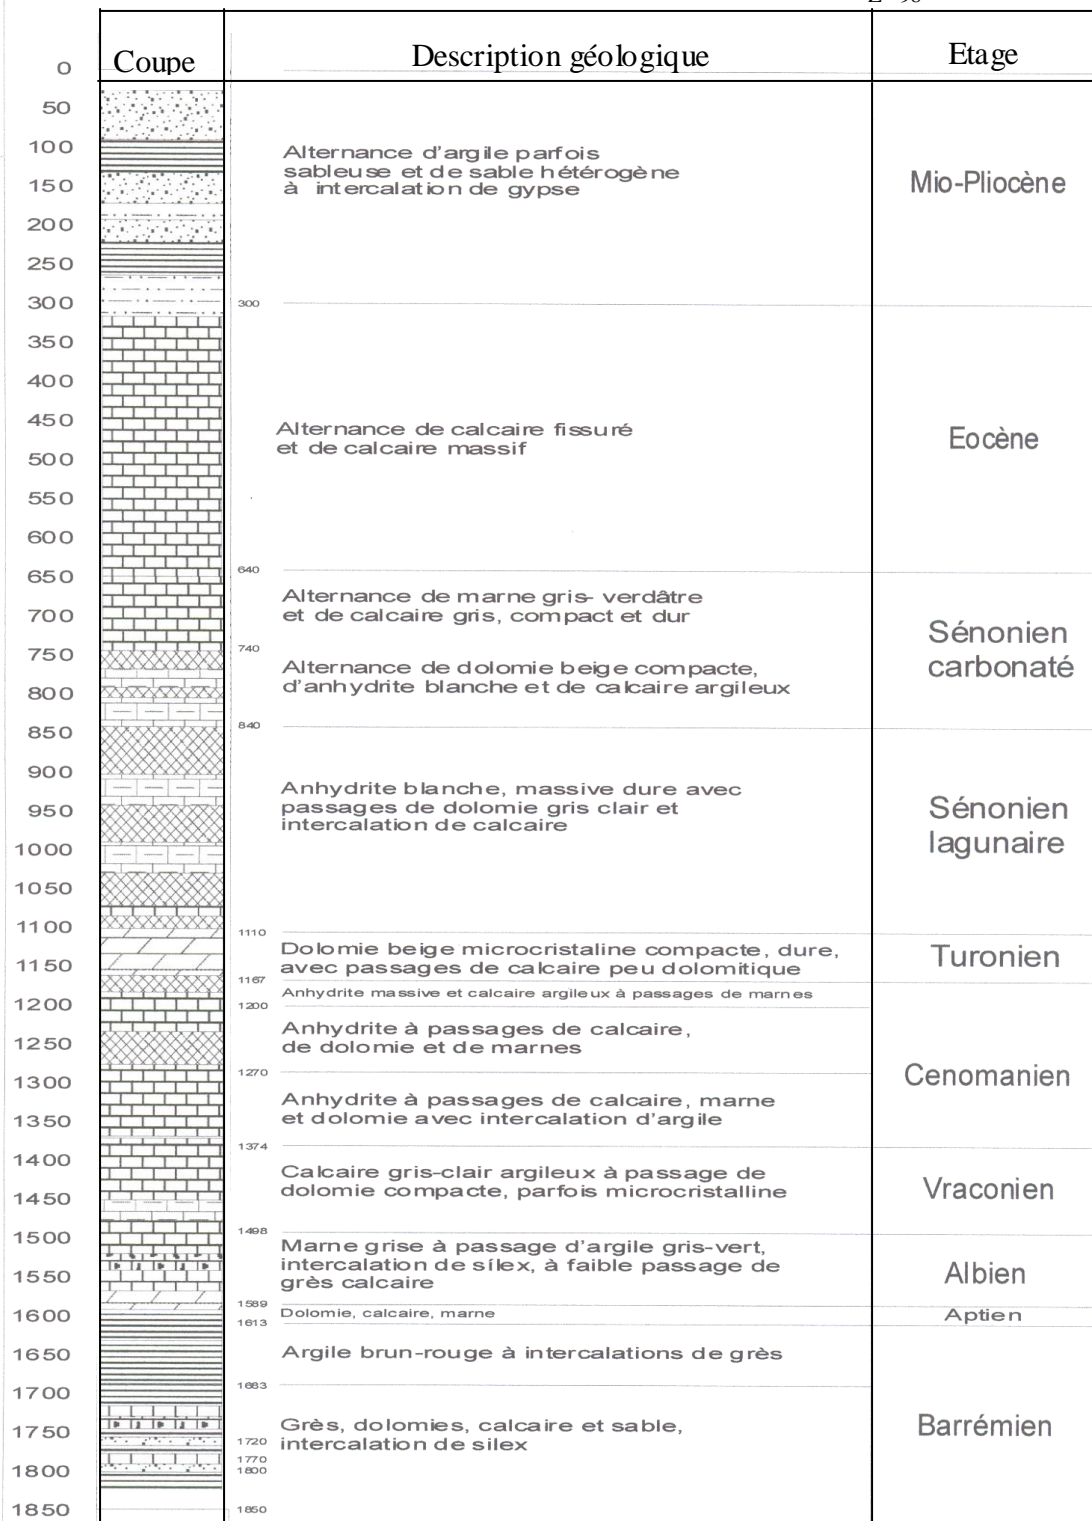 Coupe
Description géologique
Etage
0
50
100
150
200
250
300
350
400
450
500
550
600
650
700
750
800
850
900
950
1000
1050
1100
1150
1200
1250
1300
1350
1400
1450
1500
1550
1600
1650
1700
1750
1800
1850
Alternance d'argile parfois
sableuse et de sable hétérogène
à intercalation de gypse
Mio-Pliocène
300
Alternance de calcaire fissuré
et de calcaire massif
Eocène
640
Alternance de marne gris- verdâtre
et de calcaire gris, compact et dur
740
Alternance de dolomie beige compacte,
d'anhydrite blanche et de calcaire argileux
Sénonien
carbonaté
840
Anhydrite blanche, massive dure avec
passages de dolomie gris clair et
intercalation de calcaire
Sénonien
lagunaire
1110
Dolomie beige microcristaline compacte, dure,
avec passages de calcaire peu dolomitique
Turonien
1167
Anhydrite massive et calcaire argileux à passages de marnes
1200
Anhydrite à passages de calcaire,
de dolomie et de marnes
1270
Anhydrite à passages de calcaire, marne
et dolomie avec intercalation d'argile
Cenomanien
1374
Calcaire gris-clair argileux à passage de
dolomie compacte, parfois microcristalline
Vraconien
1498
Marne grise à passage d'argile gris-vert,
intercalation de sílex, à faible passage de
grès calcaire
Albien
1589
Dolomie, calcaire, marne
Aptien
1613
Argile brun-rouge à intercalations de grès
1683
Grès, dolomies, calcaire et sable,
intercalation de silex
Barrémien
1720
1770
1800
1850